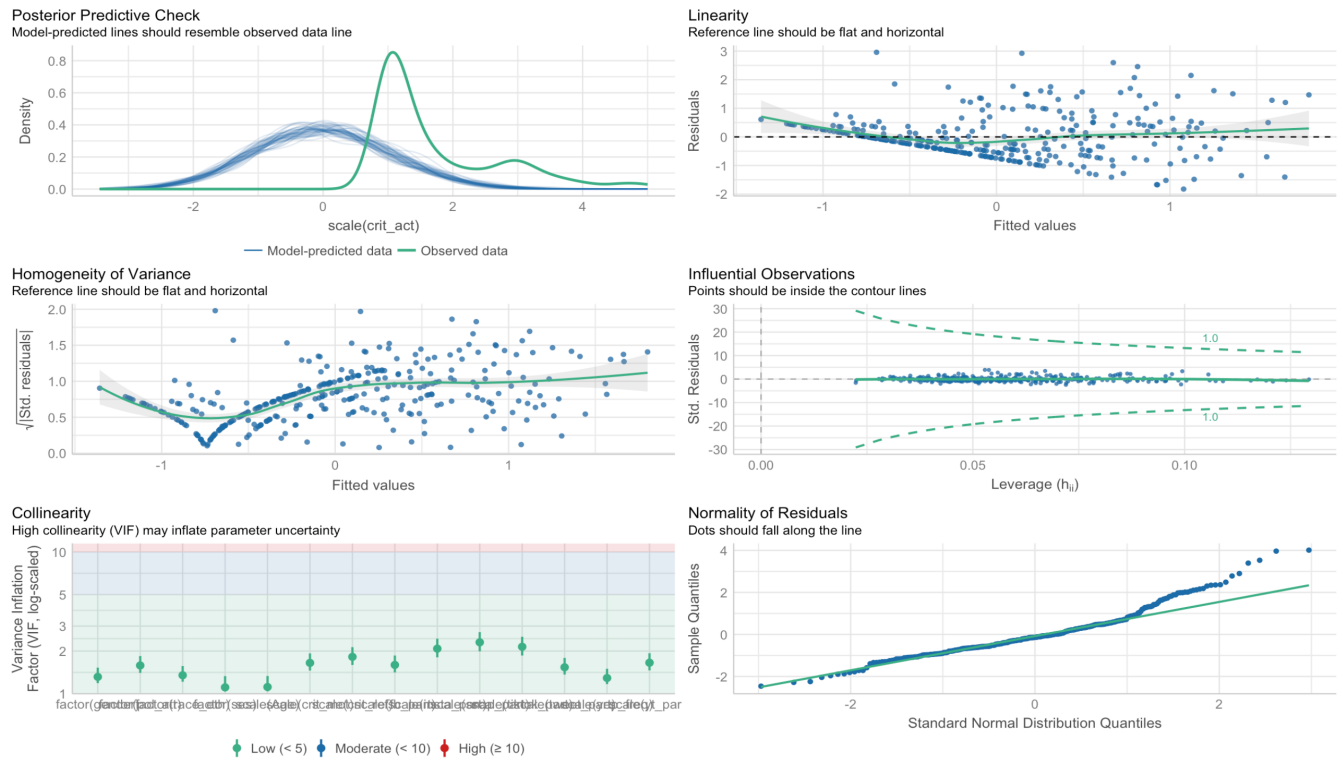 Posterior Predictive Check
Model-predicted lines should resemble observed data line
0.8
0.6
0.4
0.2
0.0
Density
-2
0
2
4
scale(crit_act)
Model-predicted data
Observed data
Linearity
Reference line should be flat and horizontal
3
2
1
0
-1
-2
Residuals
-1
0
1
Fitted values
Homogeneity of Variance
Reference line should be flat and horizontal
2.0
1.5
1.0
0.5
0.0
√|Std. residuals|
-1
0
1
Fitted values
Influential Observations
Points should be inside the contour lines
30
20
10
0
-10
-20
-30
Std. Residuals
1.0
1.0
0.00
0.05
0.10
Leverage (hii)
Collinearity
High collinearity (VIF) may inflate parameter uncertainty
10
5
3
2
1
Variance Inflation
Factor (VIF, log-scaled)
Low (< 5)
Moderate (< 10)
High (≥ 10)
Normality of Residuals
Dots should fall along the line
4
2
0
-2
Sample Quantiles
-2
0
2
Standard Normal Distribution Quantiles